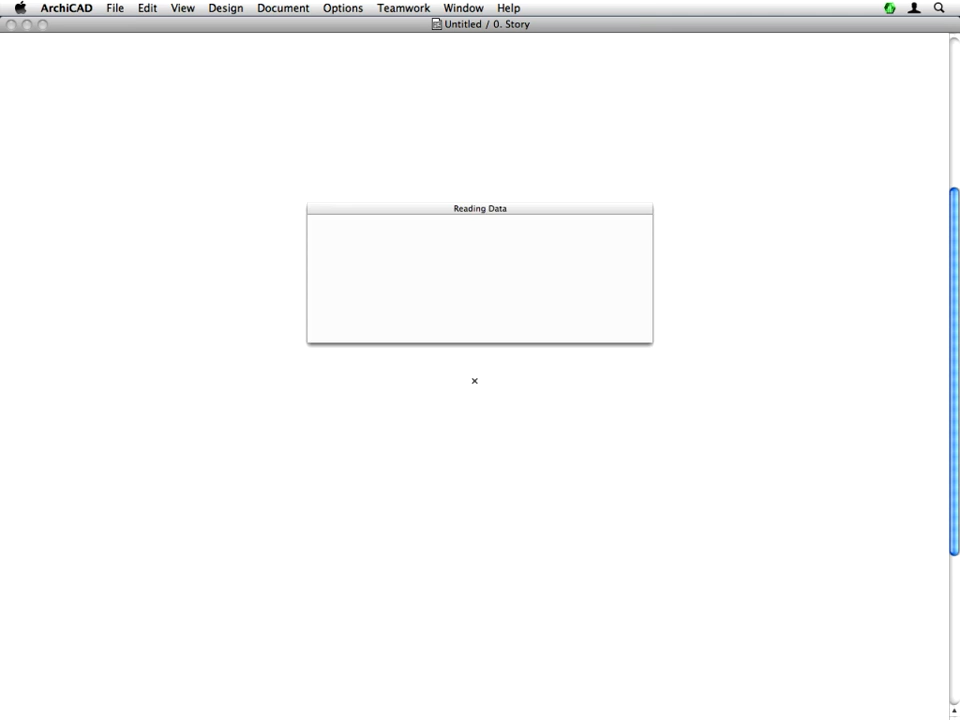 ArchiCAD File Edit View Design Document Options Teamwork Window Help
Untitled / 0. Story
Reading Data